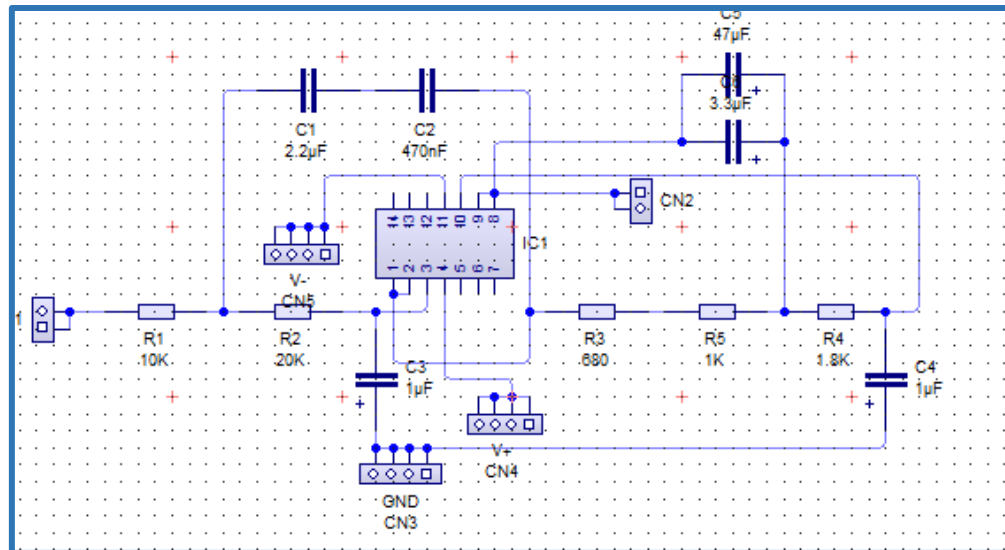 C5
47µF
C6
3.3µF
C1
2.2µF
C2
470nF
14 13 12 11 10 9 8
CN2
IC1
1 2 3 4 5 6 7
V-
CN5
1
R1
10K
R2
20K
R3
680
R5
1K
R4
1.8K
C3
1µF
C4
1µF
V+
CN4
GND
CN3